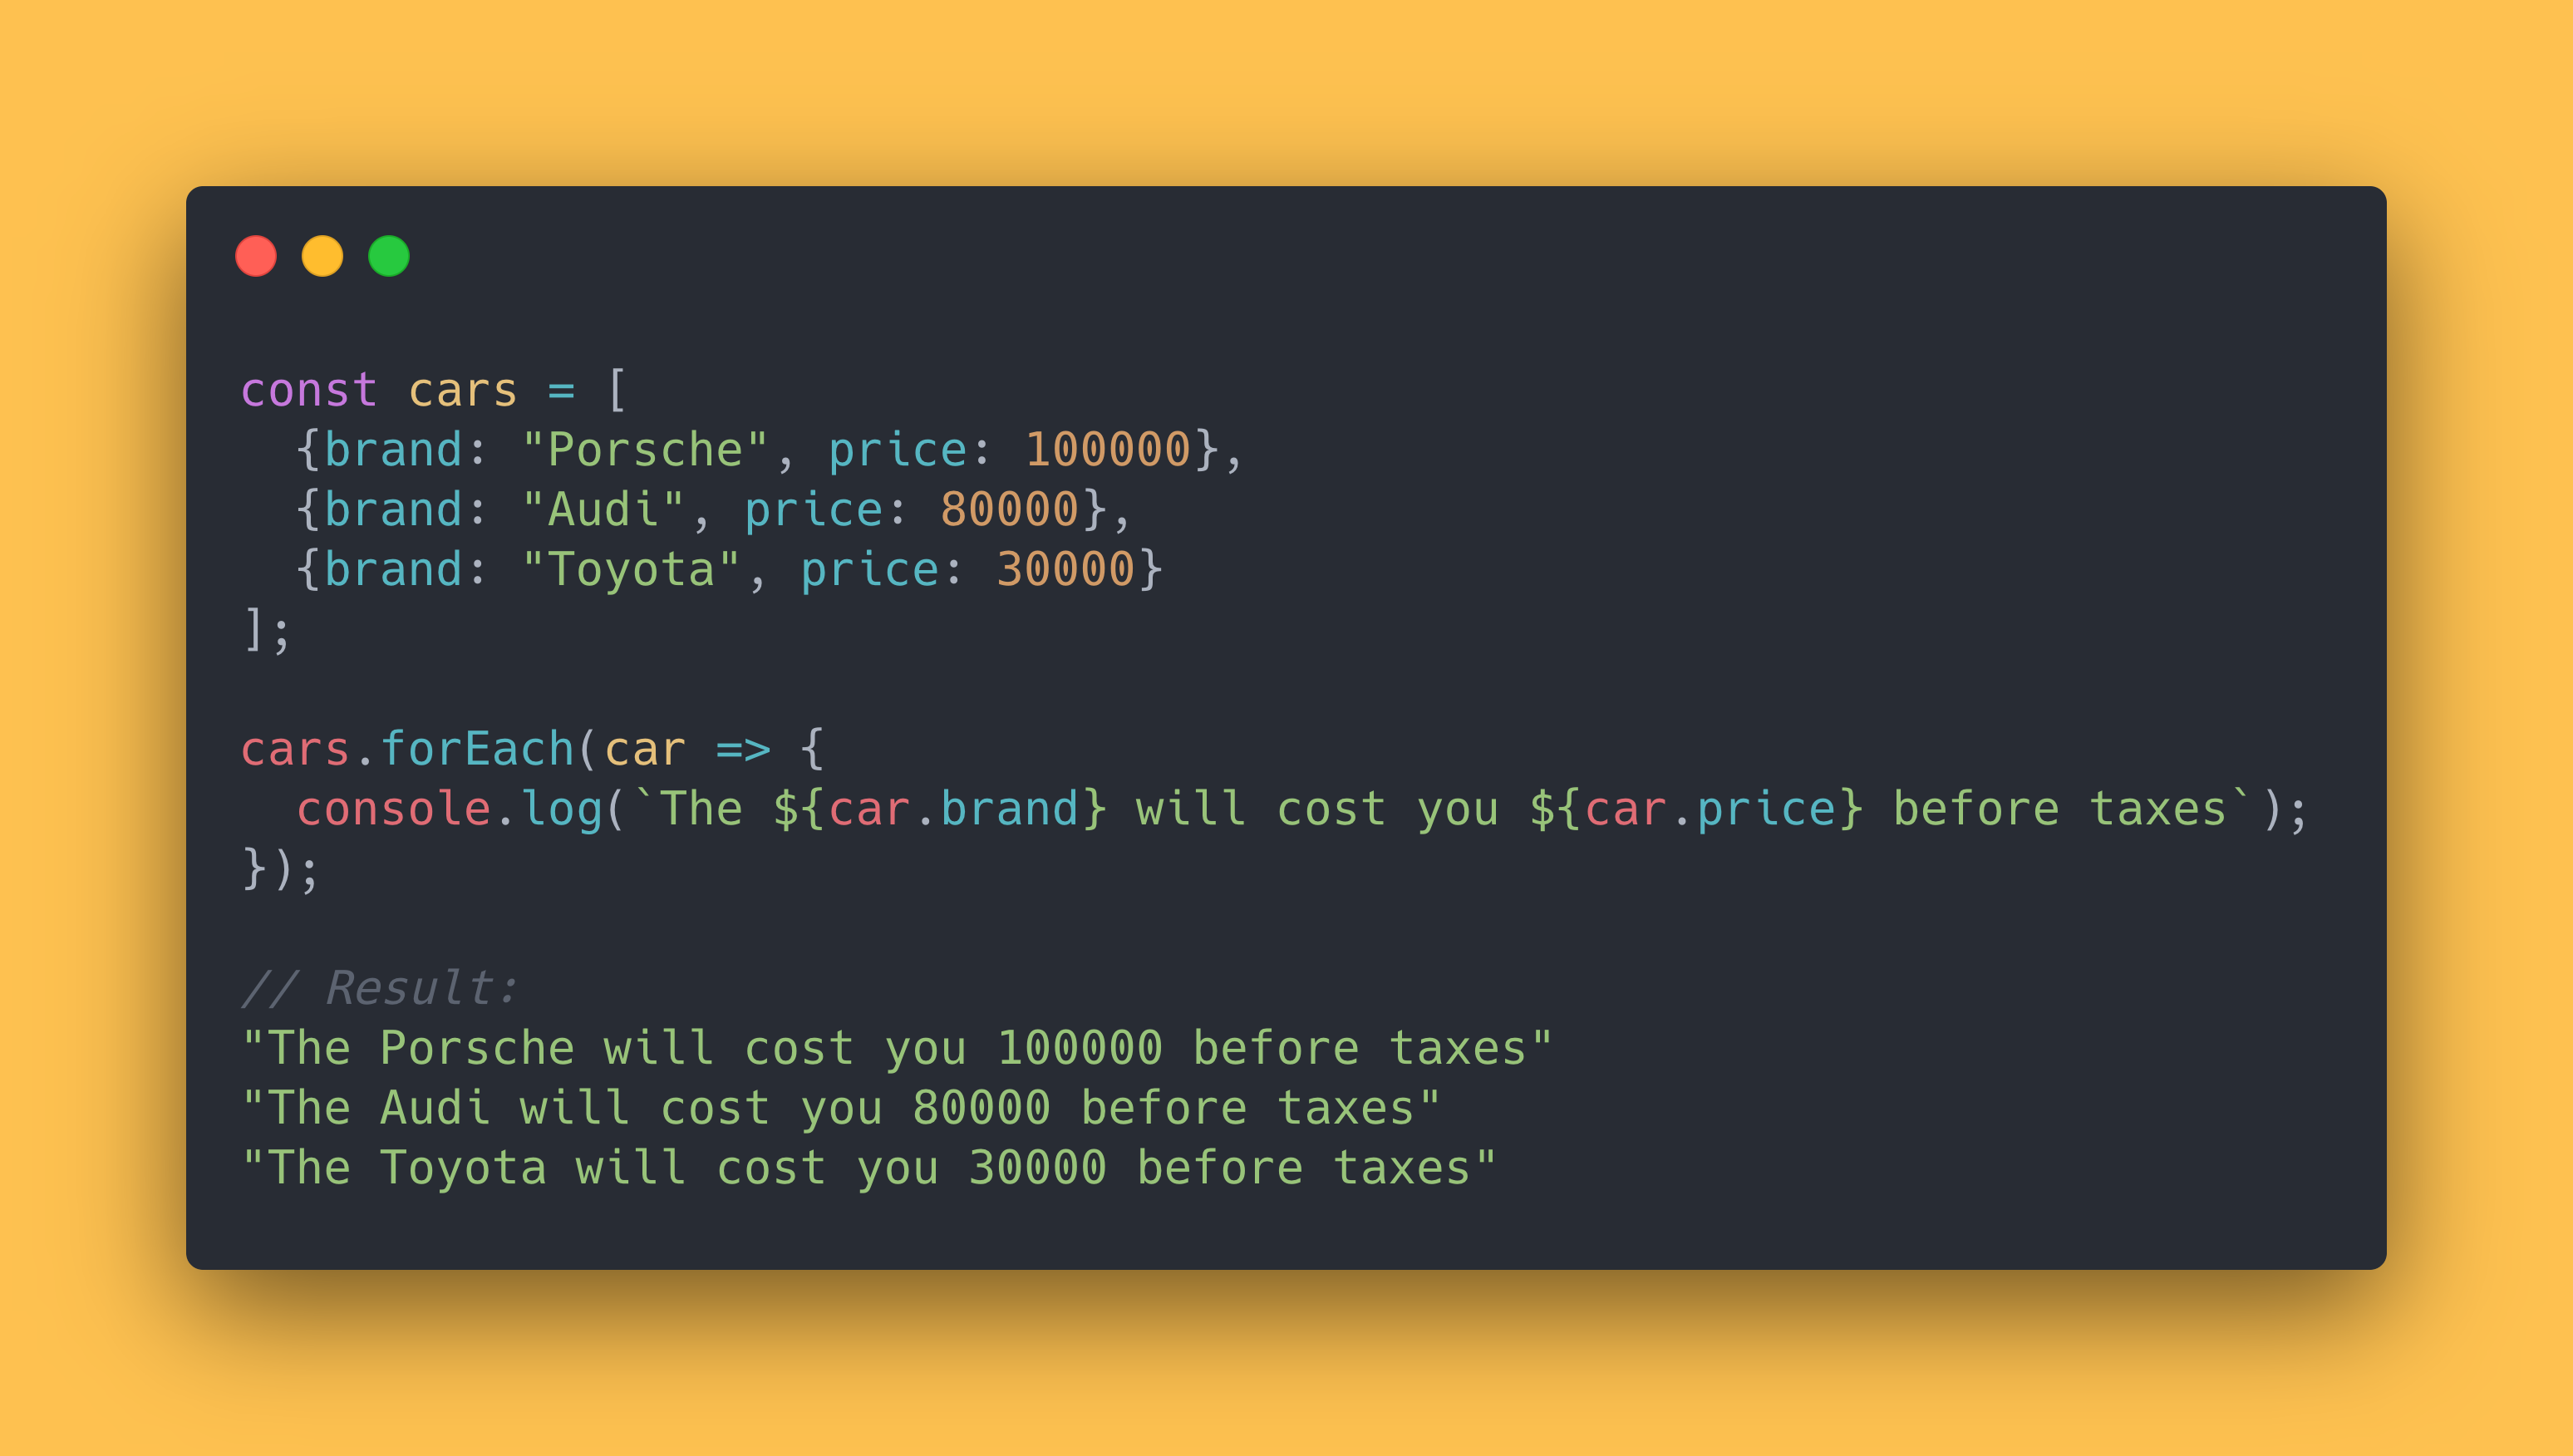 const cars = [
  {brand: "Porsche", price: 100000},
  {brand: "Audi", price: 80000},
  {brand: "Toyota", price: 30000}
];
cars.forEach(car => {
  console.log(`The ${car.brand} will cost you ${car.price} before taxes`);
});
// Result:
"The Porsche will cost you 100000 before taxes"
"The Audi will cost you 80000 before taxes"
"The Toyota will cost you 30000 before taxes"